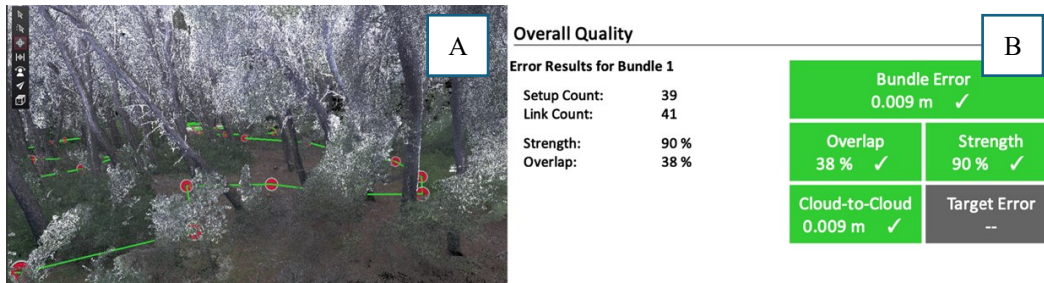 A
Overall Quality
B
Error Results for Bundle 1
Setup Count: 39
Link Count: 41
Strength: 90 %
Overlap: 38 %
Bundle Error
0.009 m ✓
Overlap
38 % ✓
Strength
90 % ✓
Cloud-to-Cloud
0.009 m ✓
Target Error
--